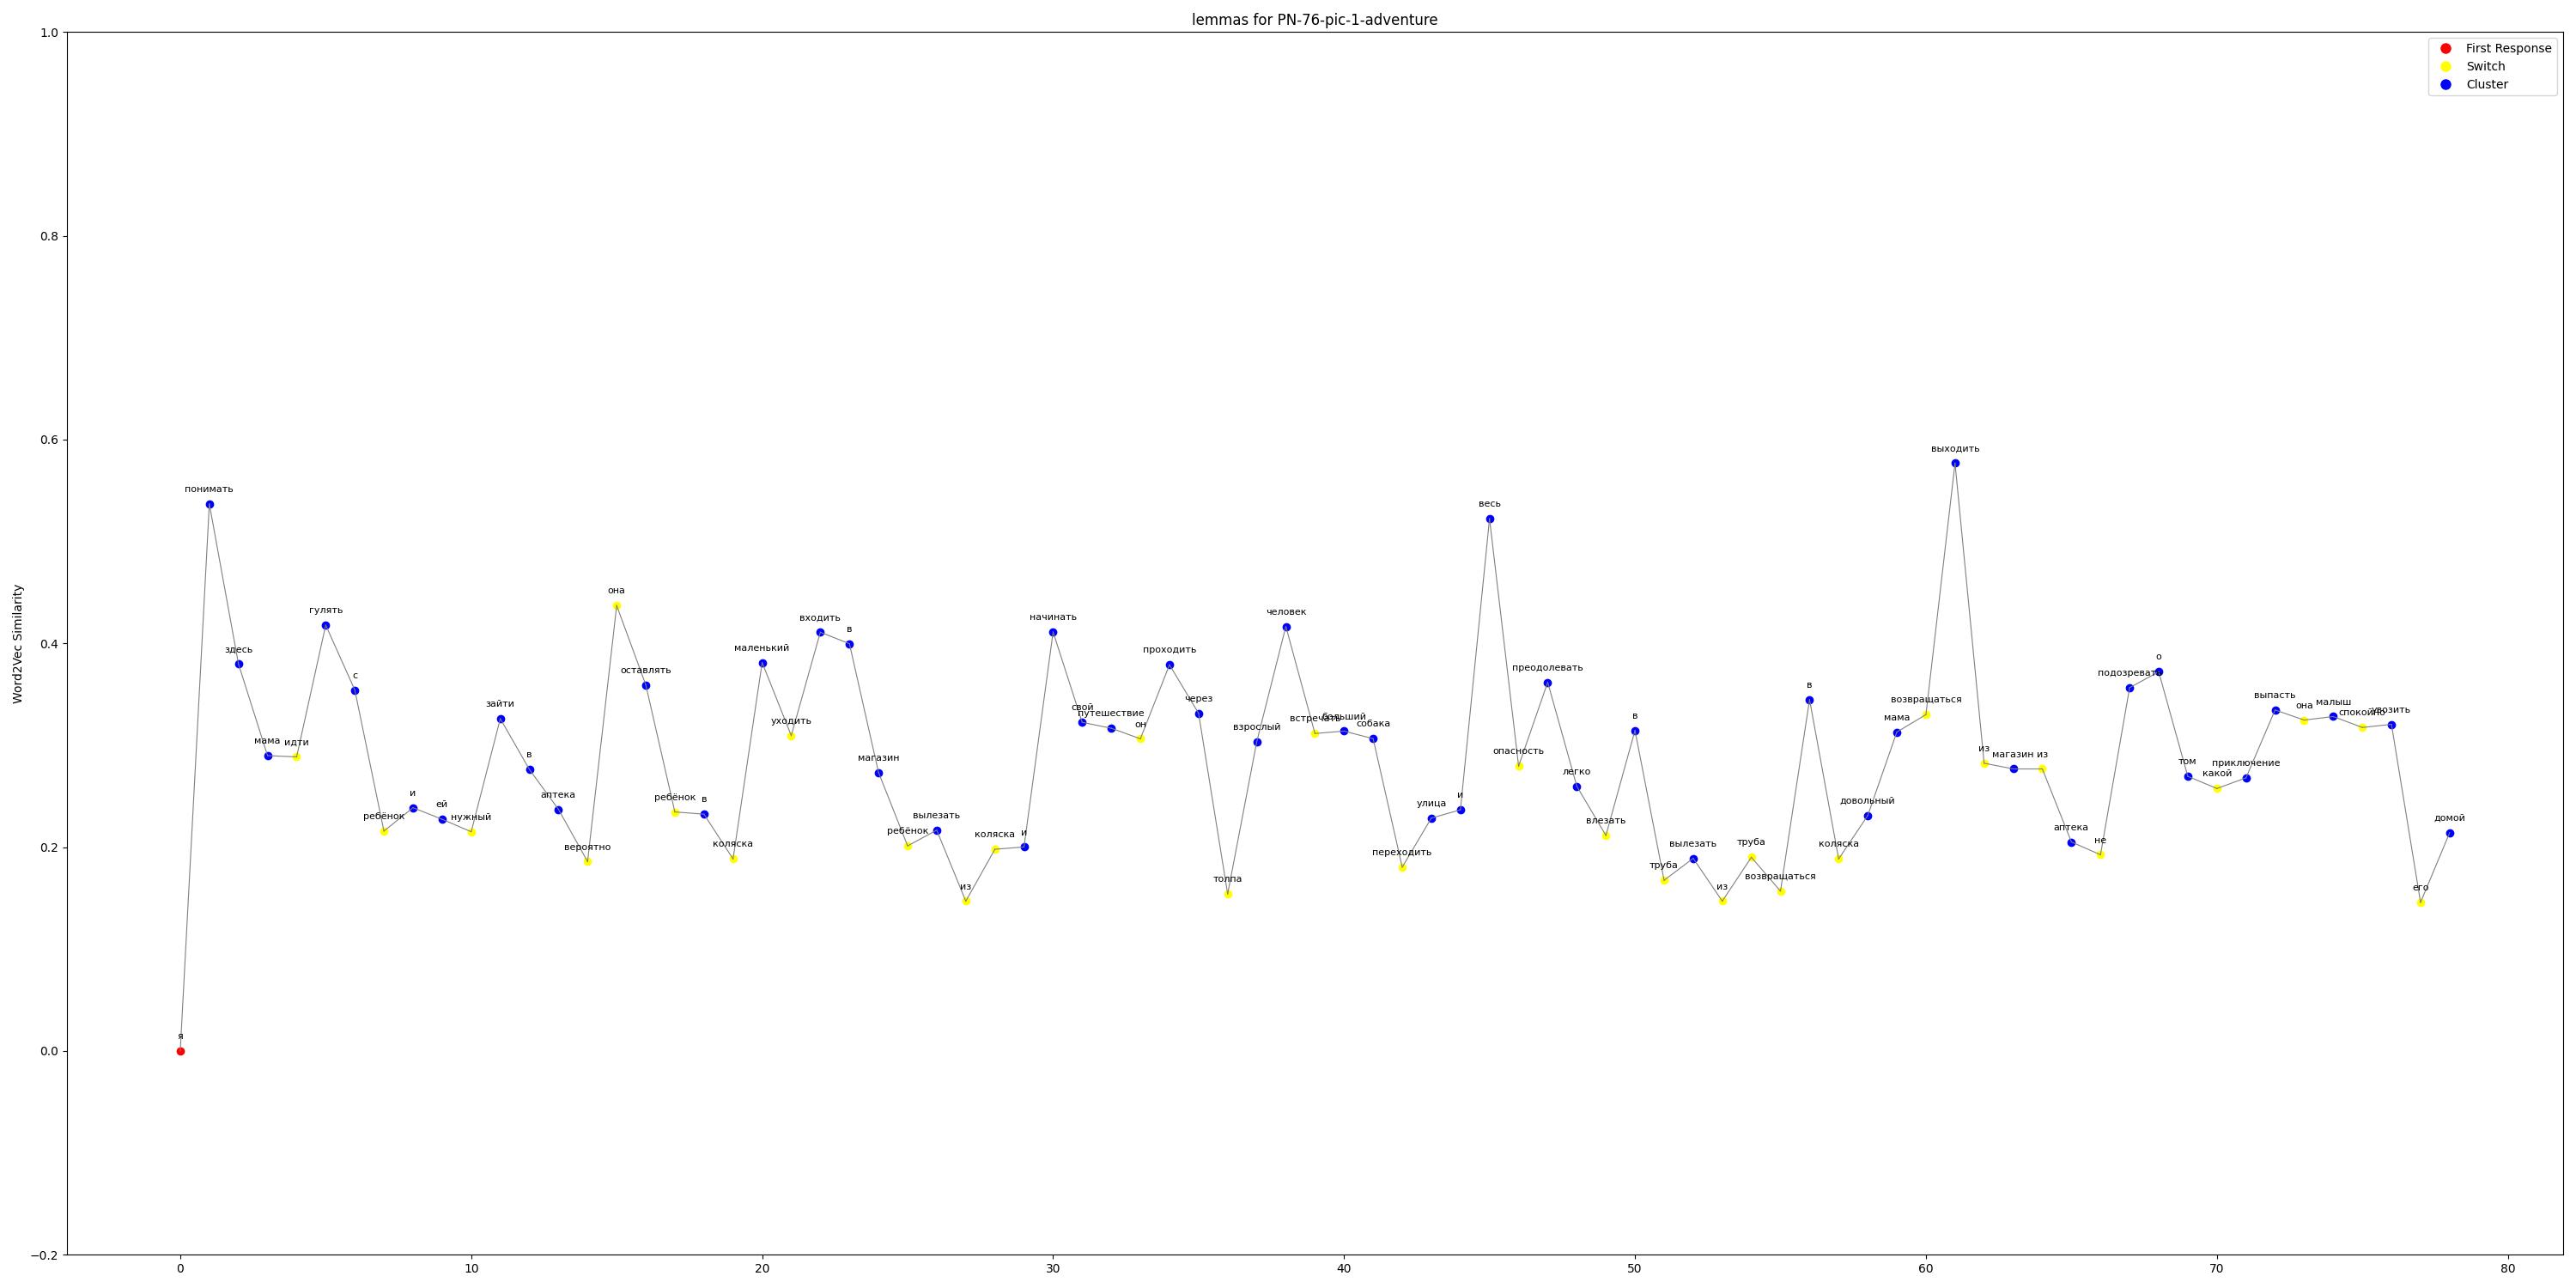 lemmas for PN-76-pic-1-adventure
First Response
Switch
Cluster
Word2Vec Similarity
1.0
0.8
0.6
0.4
0.2
0.0
−0.2
0
10
20
30
40
50
60
70
80
я
понимать
здесь
мама
идти
гулять
с
ребёнок
и
ей
нужный
зайти
в
аптека
вероятно
она
оставлять
ребёнок
в
коляска
маленький
уходить
входить
в
магазин
ребёнок
вылезать
из
коляска
и
начинать
свой
путешествие
он
проходить
через
толпа
взрослый
человек
встречать
больший
собака
переходить
улица
и
весь
опасность
преодолевать
легко
влезать
в
труба
вылезать
из
труба
возвращаться
в
коляска
довольный
мама
возвращаться
выходить
из
магазин
из
аптека
не
подозревать
о
том
какой
приключение
выпасть
она
малыш
спокойно
увозить
его
домой